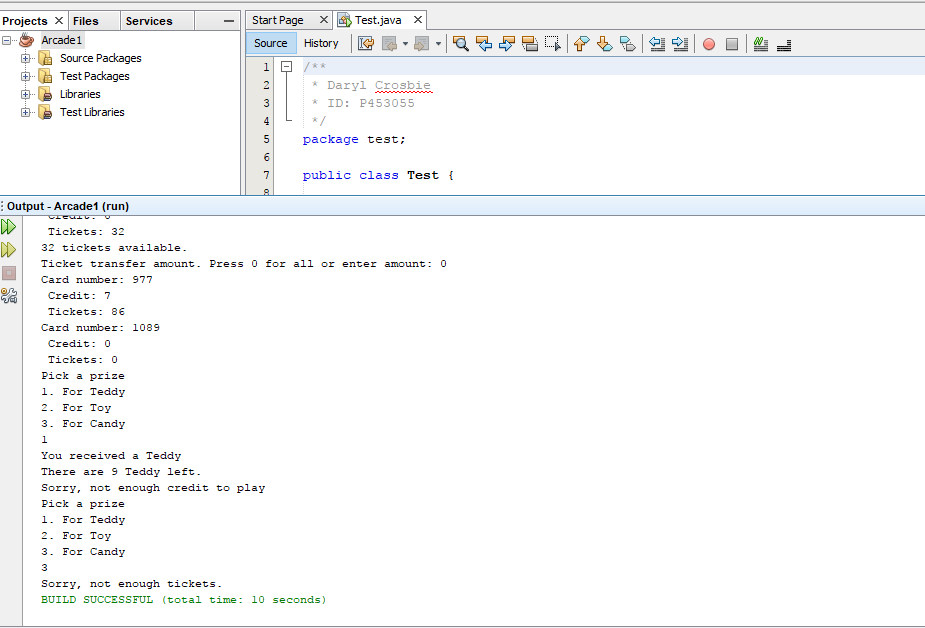 Projects Files Services
Arcade1
Source Packages
Test Packages
Libraries
Test Libraries
Start Page Test.java
Source History
1 /**
2 * Daryl Crosbie
3 * ID: P453055
4 */
5 package test;
6
7 public class Test {
8
Output - Arcade1 (run)
Credit: 0
Tickets: 32
32 tickets available.
Ticket transfer amount. Press 0 for all or enter amount: 0
Card number: 977
Credit: 7
Tickets: 86
Card number: 1089
Credit: 0
Tickets: 0
Pick a prize
1. For Teddy
2. For Toy
3. For Candy
1
You received a Teddy
There are 9 Teddy left.
Sorry, not enough credit to play
Pick a prize
1. For Teddy
2. For Toy
3. For Candy
3
Sorry, not enough tickets.
BUILD SUCCESSFUL (total time: 10 seconds)